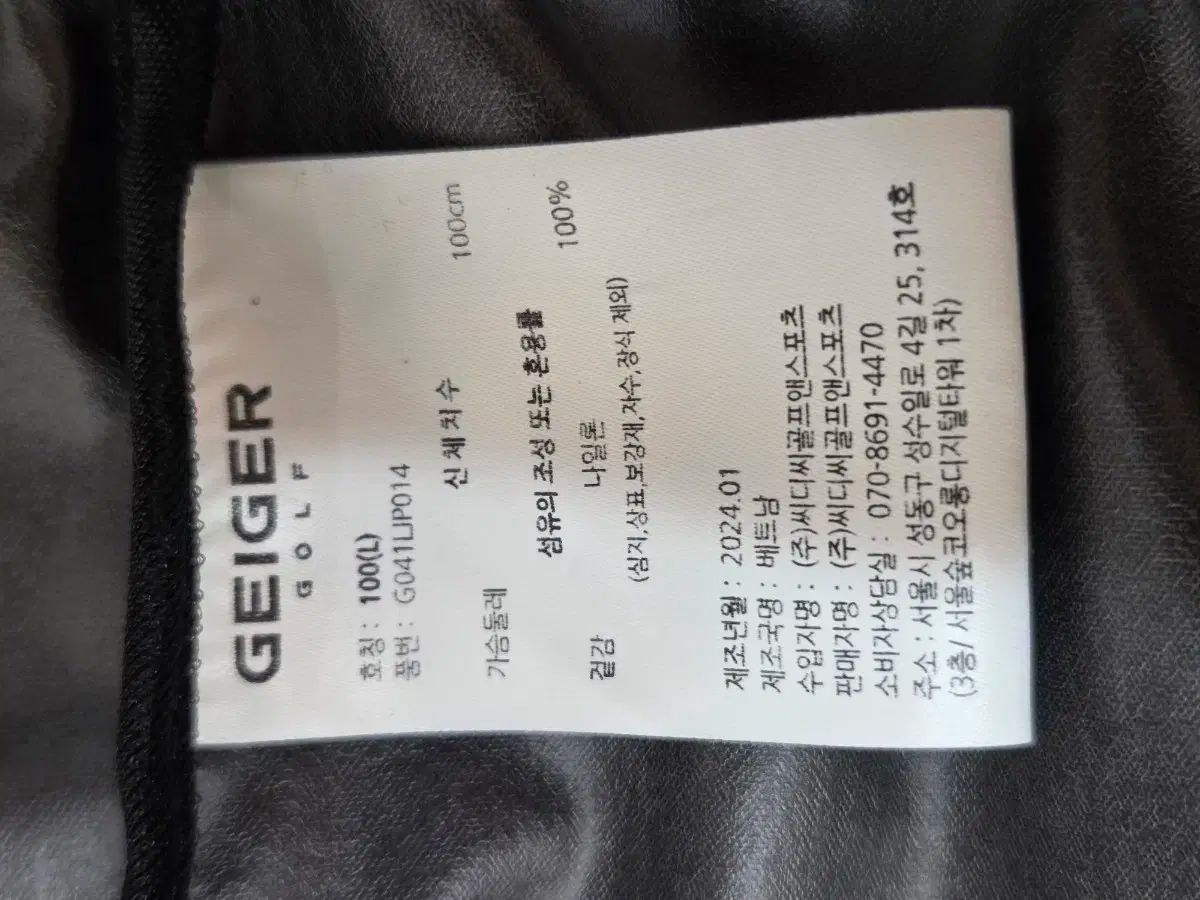 GEIGER
GOLF
호칭 : 100(L)
품번 : G041LJP014
신체치수
가슴둘레 100cm
섬유의 조성 또는 혼용률
겉감 나일론 100%
(심지,상표,보강재,자수,장식 제외)
제조년월 : 2024.01
제조국명 : 베트남
수입자명 : (주)씨디씨골프앤스포츠
판매자명 : (주)씨디씨골프앤스포츠
소비자상담실 : 070-8691-4470
주소 : 서울시 성동구 성수일로 4길 25, 314호
(3층/ 서울숲코오롱디지털타워 1차)